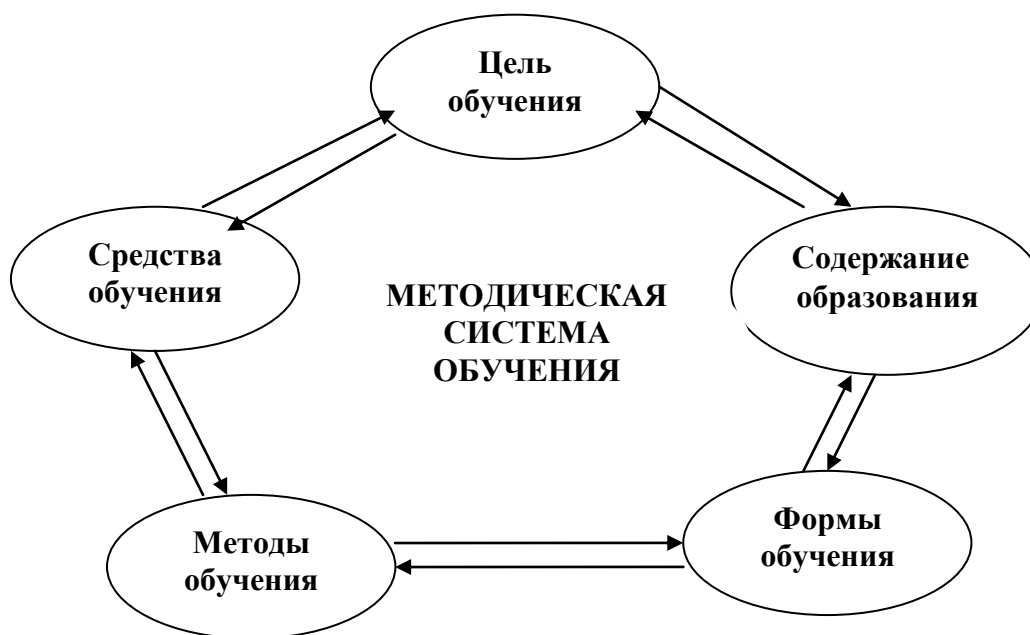 Цель
обучения
Средства
обучения
Содержание
образования
МЕТОДИЧЕСКАЯ
СИСТЕМА
ОБУЧЕНИЯ
Методы
обучения
Формы
обучения